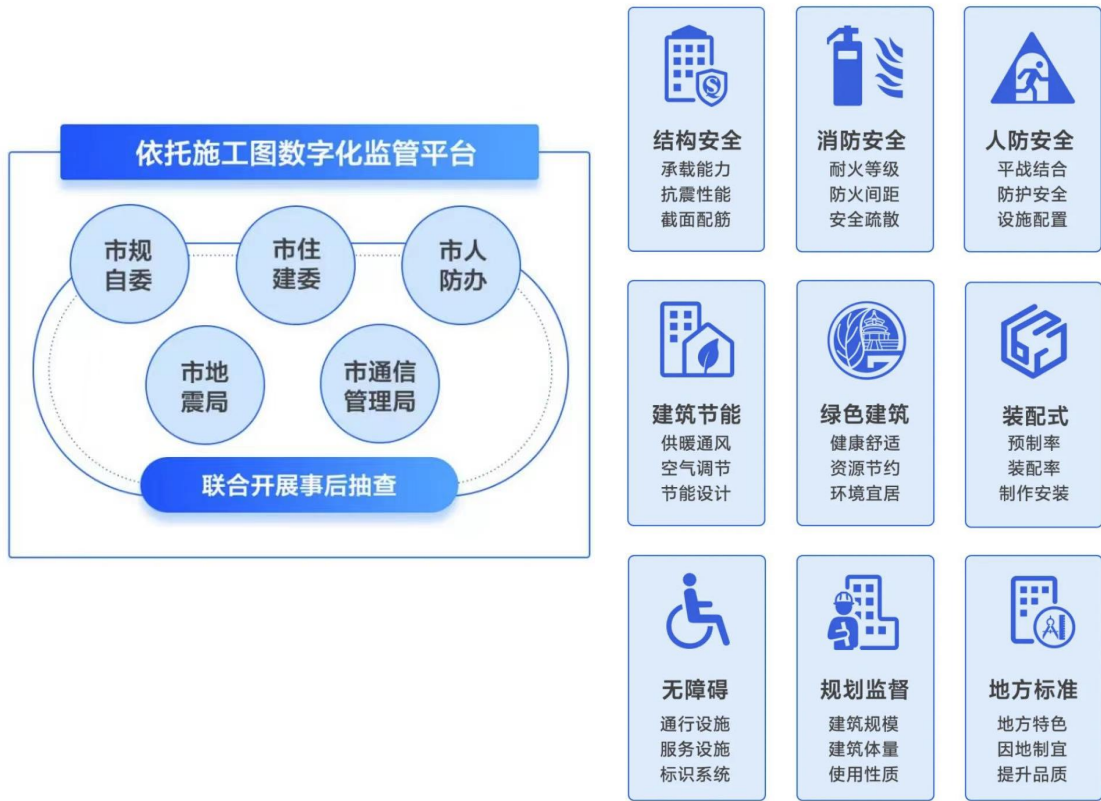 依托施工图数字化监管平台
市规
自委
市住
建委
市人
防办
市地
震局
市通信
管理局
联合开展事后抽查
结构安全
承载能力
抗震性能
截面配筋
消防安全
耐火等级
防火间距
安全疏散
人防安全
平战结合
防护安全
设施配置
建筑节能
供暖通风
空气调节
节能设计
绿色建筑
健康舒适
资源节约
环境宜居
装配式
预制率
装配率
制作安装
无障碍
通行设施
服务设施
标识系统
规划监督
建筑规模
建筑体量
使用性质
地方标准
地方特色
因地制宜
提升品质